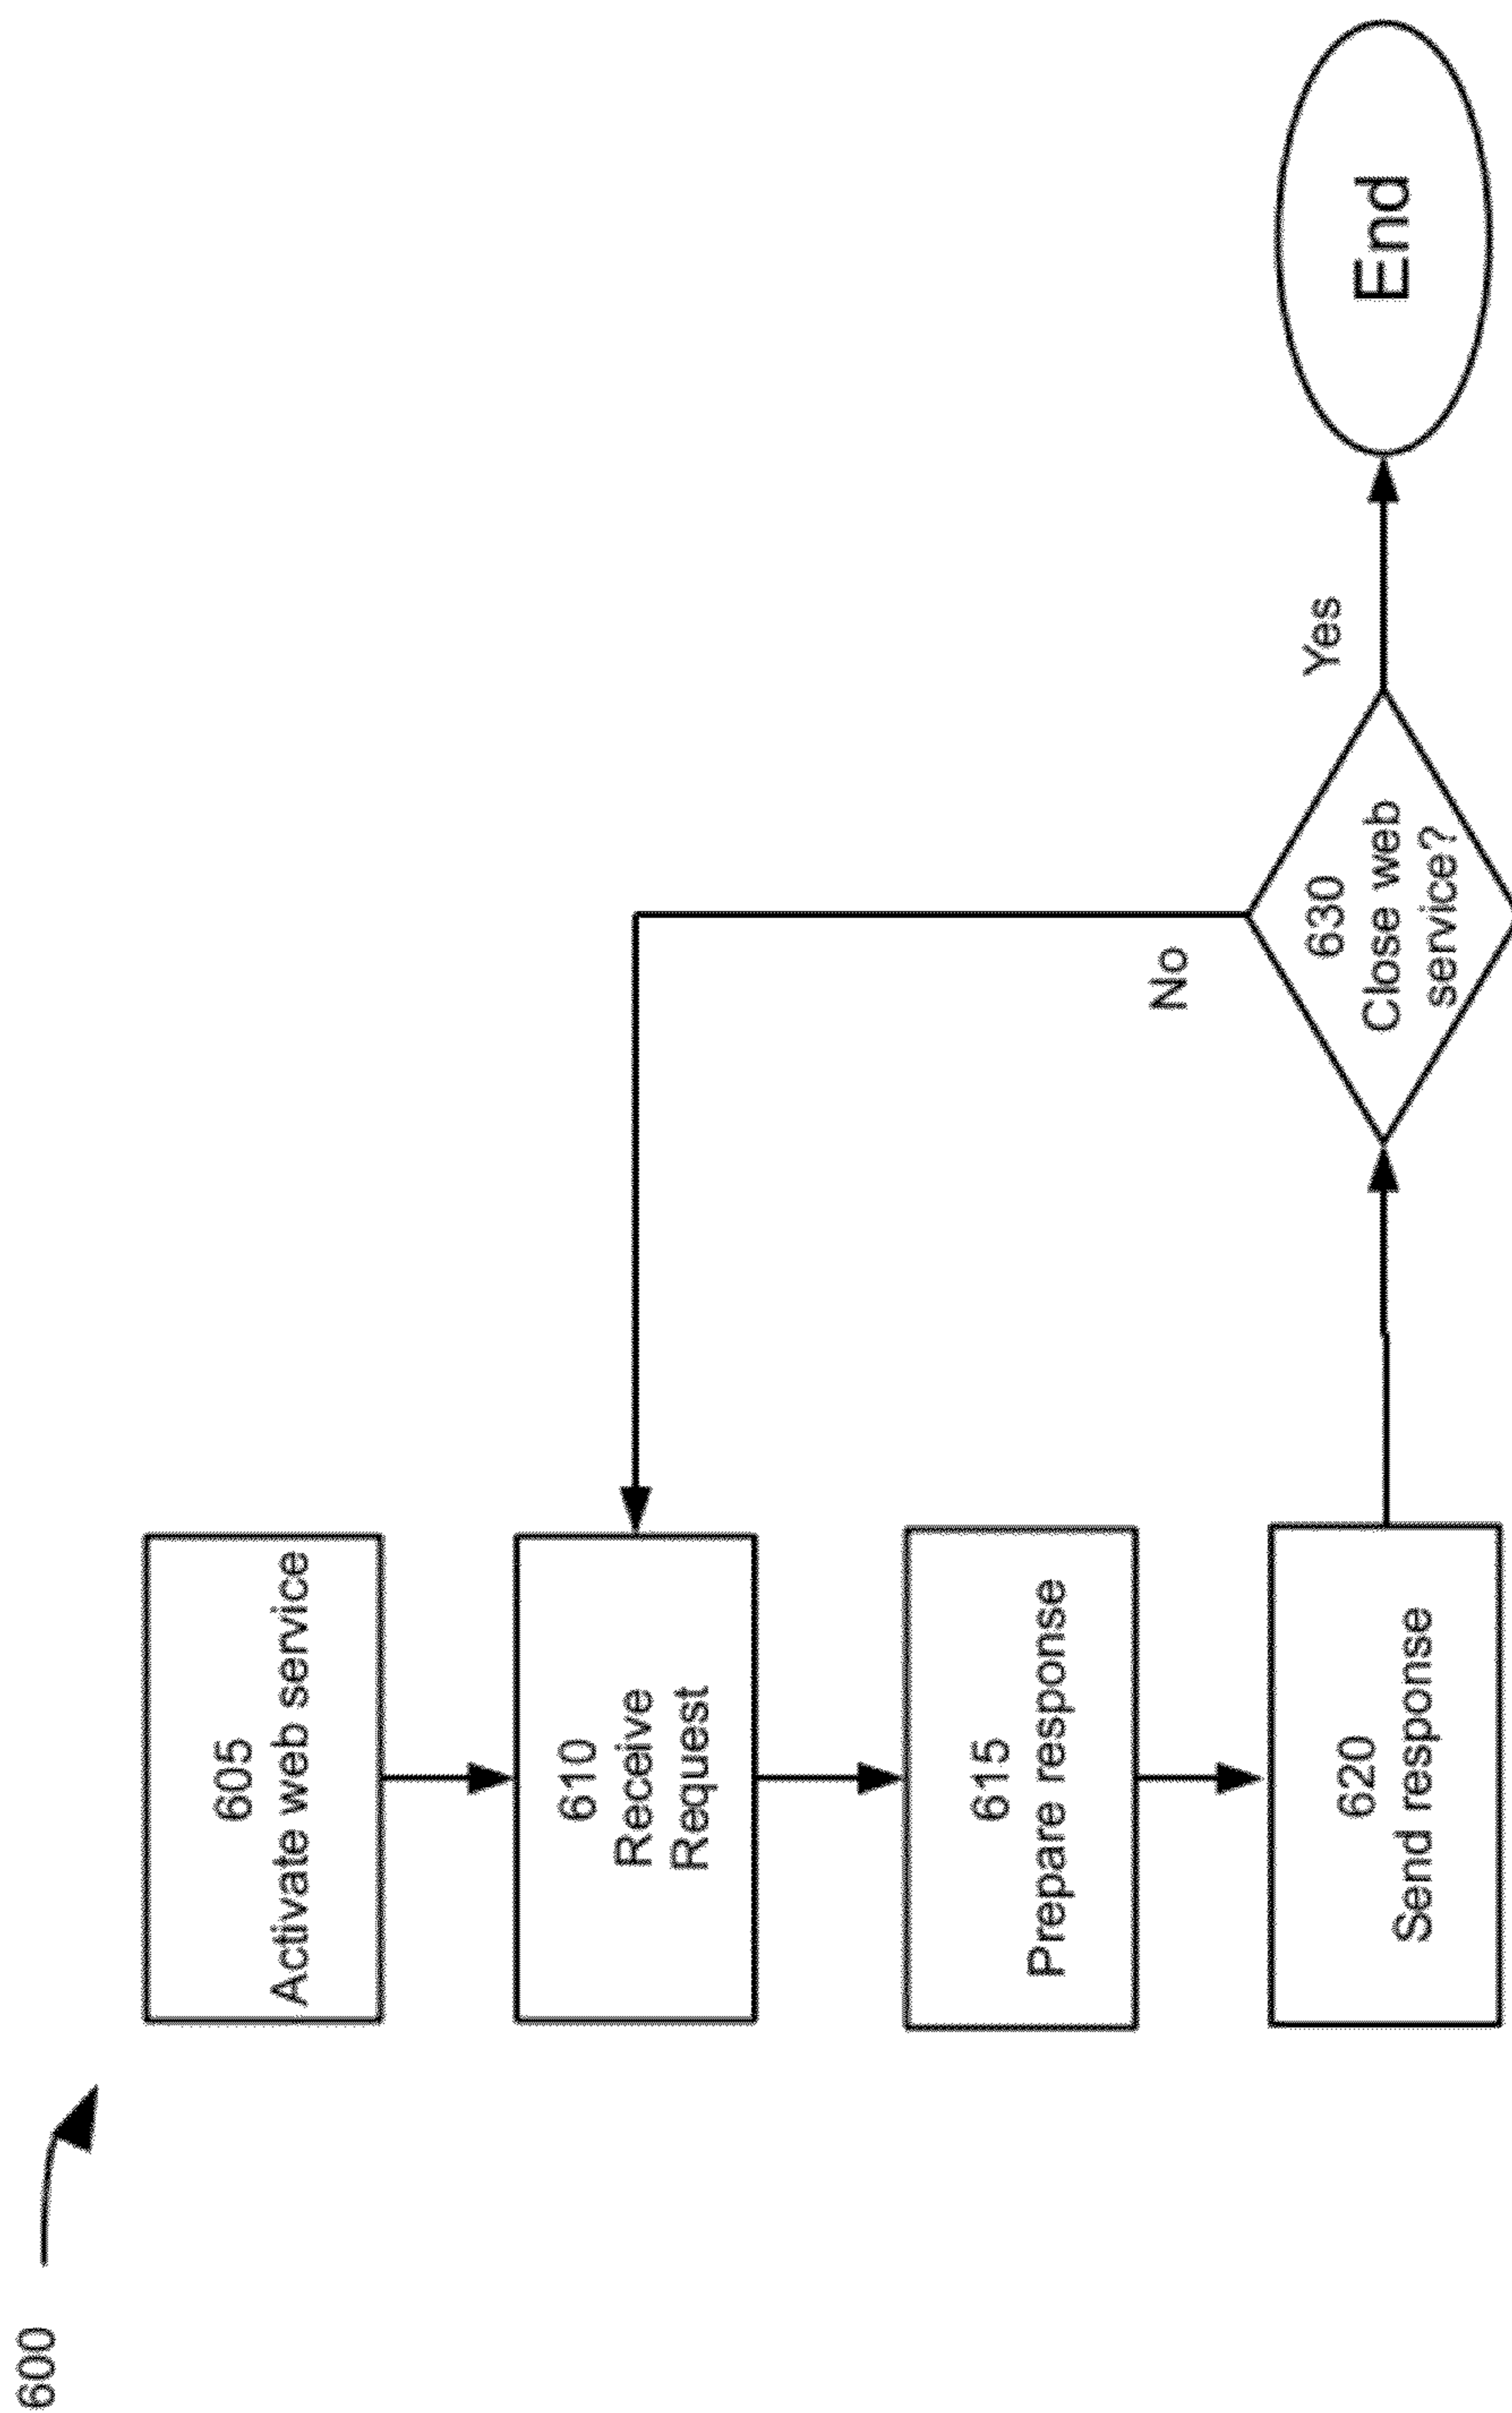 600
605
Activate web service
610
Receive
Request
615
Prepare response
620
Send response
630
Close web
service?
No
Yes
End